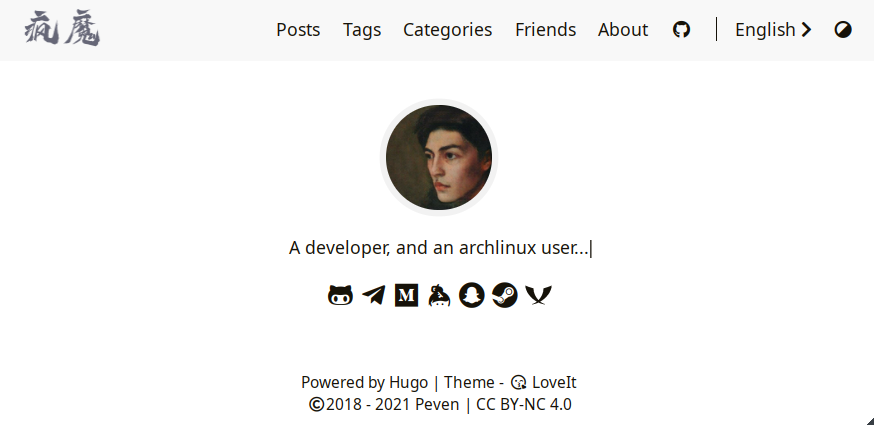 疯魔 Posts Tags Categories Friends About English
A developer, and an archlinux user...|
M
Powered by Hugo | Theme - LoveIt
©2018 - 2021 Peven | CC BY-NC 4.0